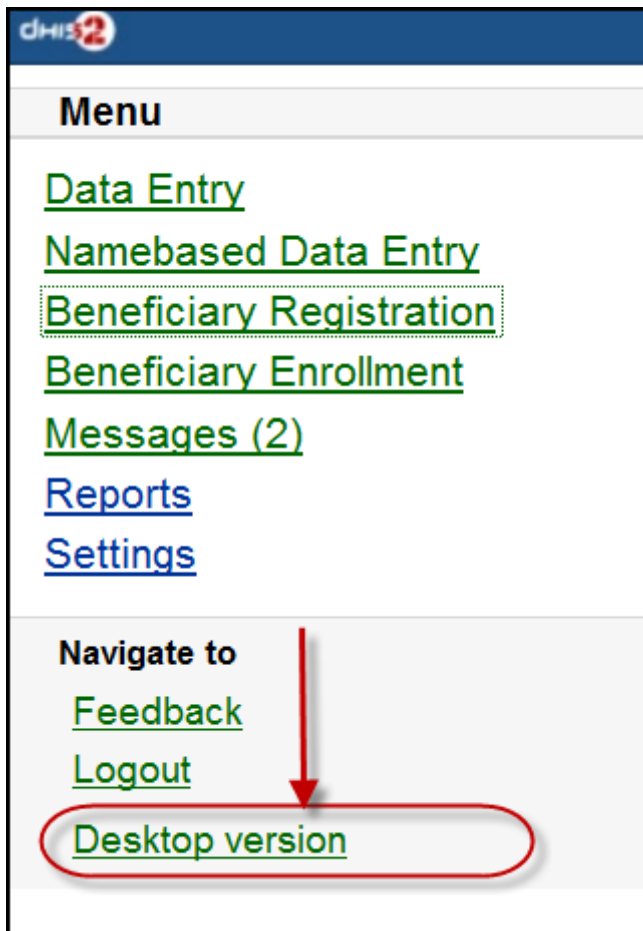 dHIS2
Menu
Data Entry
Namebased Data Entry
Beneficiary Registration
Beneficiary Enrollment
Messages (2)
Reports
Settings
Navigate to
Feedback
Logout
Desktop version